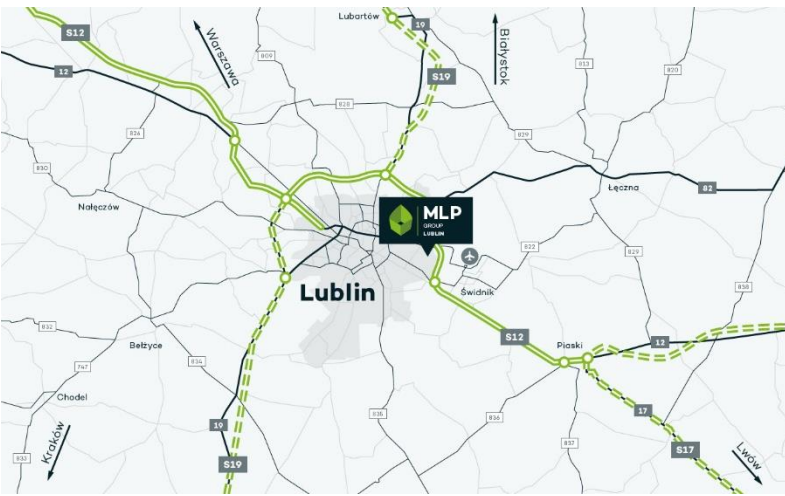 Lubartów
19
S12
Warszawa
Białystok
809
813
820
12
S19
828
826
829
830
Łęczna
82
Nałęczów
MLP
GROUP
LUBLIN
822
829
858
Lublin
Świdnik
832
S12
12
Bełżyce
Piaski
834
747
Chodel
17
19
835
836
833
Kraków
S19
837
S17
Lwów